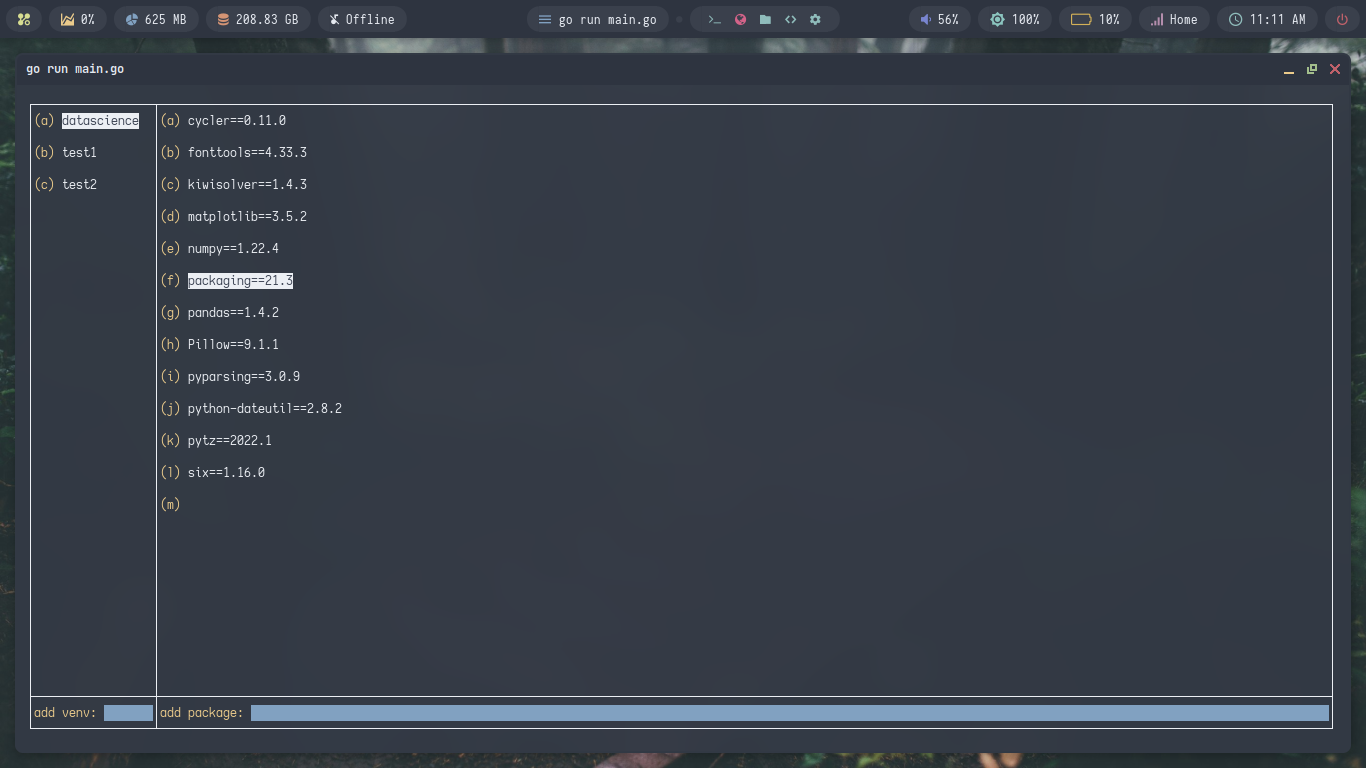 0% 625 MB 208.83 GB Offline go run main.go 56% 100% 10% Home 11:11 AM
go run main.go
(a) datascience
(b) test1
(c) test2
(a) cycler==0.11.0
(b) fonttools==4.33.3
(c) kiwisolver==1.4.3
(d) matplotlib==3.5.2
(e) numpy==1.22.4
(f) packaging==21.3
(g) pandas==1.4.2
(h) Pillow==9.1.1
(i) pyparsing==3.0.9
(j) python-dateutil==2.8.2
(k) pytz==2022.1
(l) six==1.16.0
(m)
add venv:
add package: